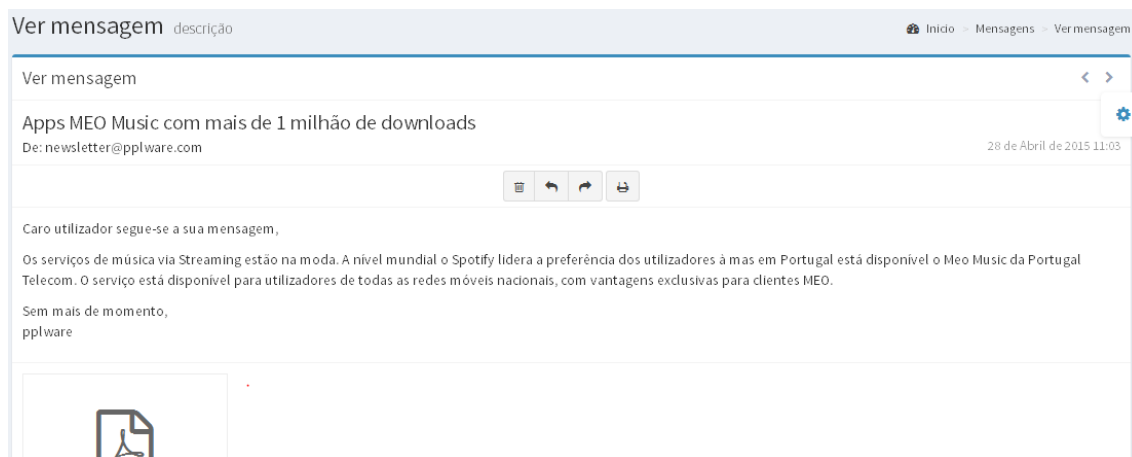 Ver mensagem descrição
Inicio > Mensagens > Ver mensagem
Ver mensagem
Apps MEO Music com mais de 1 milhão de downloads
De: newsletter@pplware.com
28 de Abril de 2015 11:03
Caro utilizador segue-se a sua mensagem,
Os serviços de música via Streaming estão na moda. A nível mundial o Spotify lidera a preferência dos utilizadores à mas em Portugal está disponível o Meo Music da Portugal
Telecom. O serviço está disponível para utilizadores de todas as redes móveis nacionais, com vantagens exclusivas para clientes MEO.
Sem mais de momento,
pplware